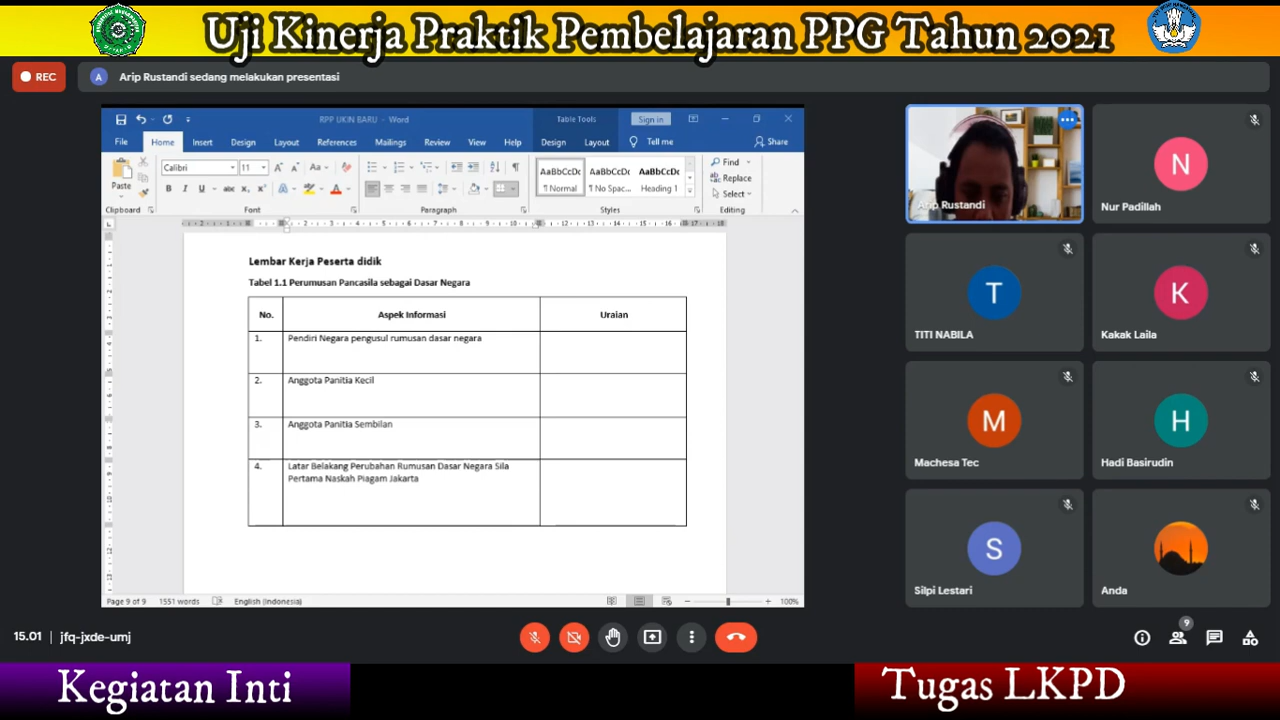 Uji Kinerja Praktik Pembelajaran PPG Tahun 2021
REC
A
Arip Rustandi sedang melakukan presentasi
RPP UKIN BARU - Word
Table Tools
Sign in
File
Home
Insert
Design
Layout
References
Mailings
Review
View
Help
Design
Layout
Tell me
Share
Paste
Calibri
11
Aa
B I U abc x₂ x²
AaBbCcDc
AaBbCcDc
AaBbCcDc
¶ Normal
¶ No Spac...
Heading 1
Find
Replace
Select
Clipboard
Font
Paragraph
Styles
Editing
Lembar Kerja Peserta didik
Tabel 1.1 Perumusan Pancasila sebagai Dasar Negara
No.
Aspek Informasi
Uraian
1.
Pendiri Negara pengusul rumusan dasar negara
2.
Anggota Panitia Kecil
3.
Anggota Panitia Sembilan
4.
Latar Belakang Perubahan Rumusan Dasar Negara Sila
Pertama Naskah Piagam Jakarta
Page 9 of 9
1551 words
English (Indonesia)
100%
Arip Rustandi
N
Nur Padillah
T
TITI NABILA
K
Kakak Laila
M
Machesa Tec
H
Hadi Basirudin
S
Silpi Lestari
Anda
15.01
jfq-jxde-umj
9
Kegiatan Inti
Tugas LKPD